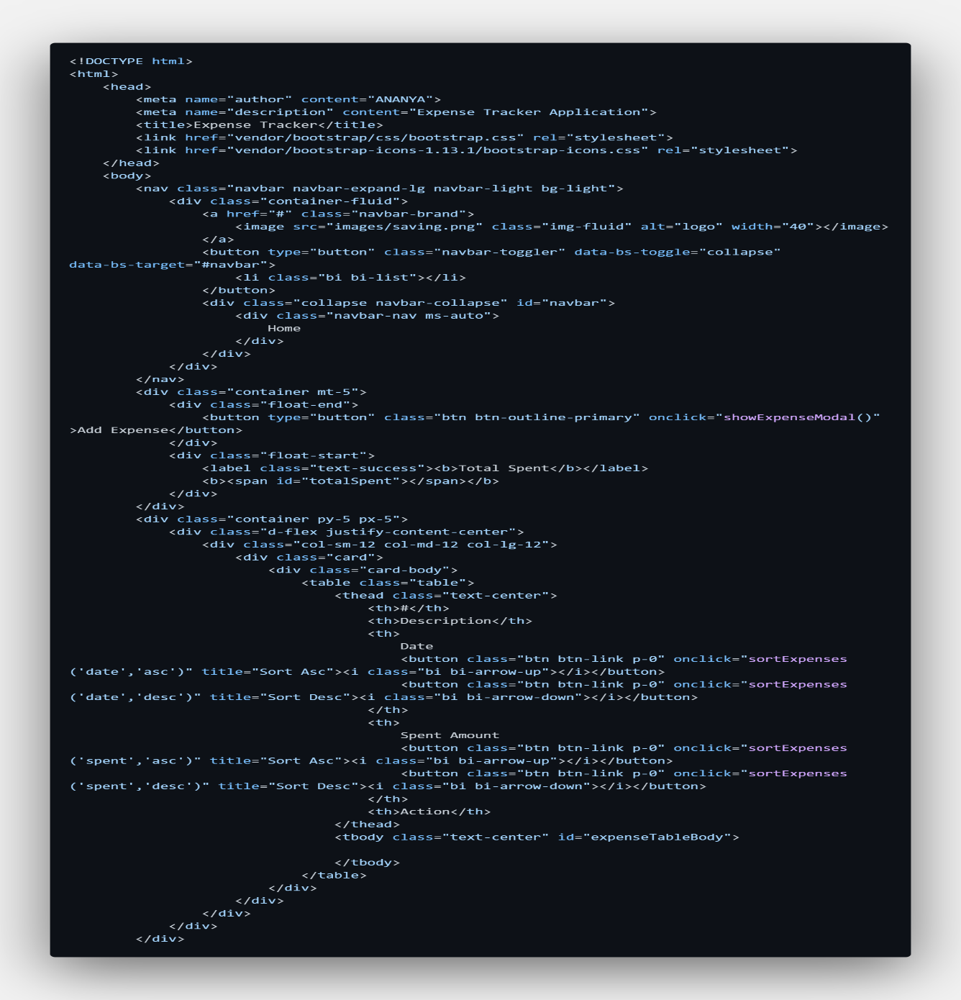 <!DOCTYPE html>
<html>
    <head>
        <meta name="author" content="ANANYA">
        <meta name="description" content="Expense Tracker Application">
        <title>Expense Tracker</title>
        <link href="vendor/bootstrap/css/bootstrap.css" rel="stylesheet">
        <link href="vendor/bootstrap-icons-1.13.1/bootstrap-icons.css" rel="stylesheet">
    </head>
    <body>
        <nav class="navbar navbar-expand-lg navbar-light bg-light">
            <div class="container-fluid">
                <a href="#" class="navbar-brand">
                    <image src="images/saving.png" class="img-fluid" alt="logo" width="40"></image>
                </a>
                <button type="button" class="navbar-toggler" data-bs-toggle="collapse"
data-bs-target="#navbar">
                    <li class="bi bi-list"></li>
                </button>
                <div class="collapse navbar-collapse" id="navbar">
                    <div class="navbar-nav ms-auto">
                        Home
                    </div>
                </div>
            </div>
        </nav>
        <div class="container mt-5">
            <div class="float-end">
                <button type="button" class="btn btn-outline-primary" onclick="showExpenseModal()"
>Add Expense</button>
            </div>
            <div class="float-start">
                <label class="text-success"><b>Total Spent</b></label>
                <b><span id="totalSpent"></span></b>
            </div>
        </div>
        <div class="container py-5 px-5">
            <div class="d-flex justify-content-center">
                <div class="col-sm-12 col-md-12 col-lg-12">
                    <div class="card">
                        <div class="card-body">
                            <table class="table">
                                <thead class="text-center">
                                    <th>#</th>
                                    <th>Description</th>
                                    <th>
                                        Date
                                        <button class="btn btn-link p-0" onclick="sortExpenses
('date','asc')" title="Sort Asc"><i class="bi bi-arrow-up"></i></button>
                                        <button class="btn btn-link p-0" onclick="sortExpenses
('date','desc')" title="Sort Desc"><i class="bi bi-arrow-down"></i></button>
                                    </th>
                                    <th>
                                        Spent Amount
                                        <button class="btn btn-link p-0" onclick="sortExpenses
('spent','asc')" title="Sort Asc"><i class="bi bi-arrow-up"></i></button>
                                        <button class="btn btn-link p-0" onclick="sortExpenses
('spent','desc')" title="Sort Desc"><i class="bi bi-arrow-down"></i></button>
                                    </th>
                                    <th>Action</th>
                                </thead>
                                <tbody class="text-center" id="expenseTableBody">

                                </tbody>
                            </table>
                        </div>
                    </div>
                </div>
            </div>
        </div>